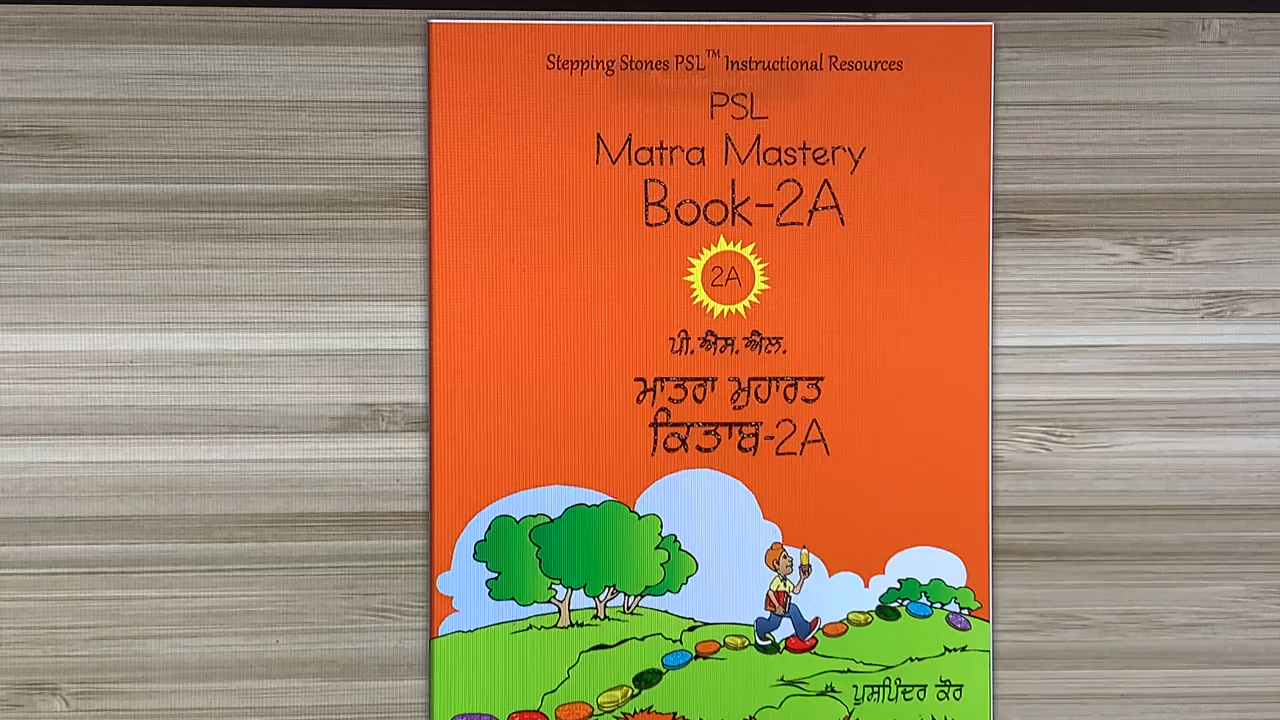 Stepping Stones PSL™ Instructional Resources
PSL
Matra Mastery
Book-2A
2A
ਪੀ.ਐਸ.ਐਲ.
ਮਾਤਰਾ ਮੁਹਾਰਤ
ਕਿਤਾਬ-2A
ਪੁਸ਼ਪਿੰਦਰ ਕੌਰ